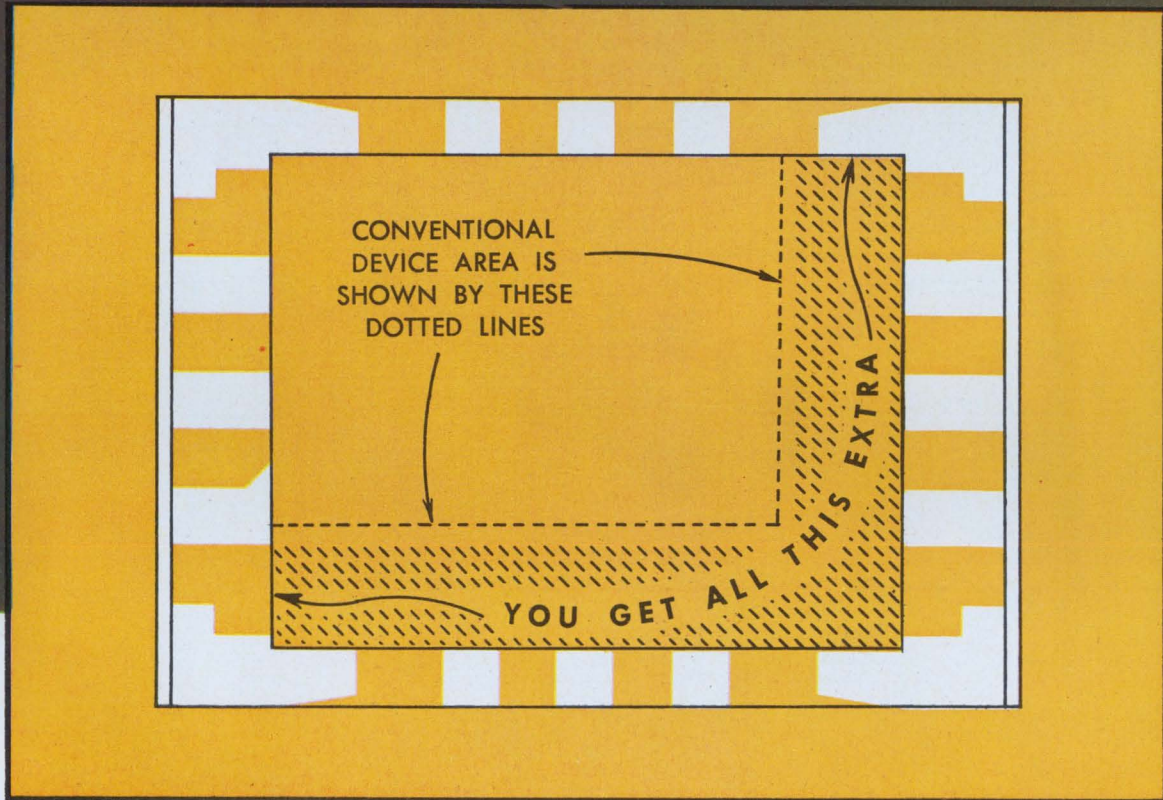 CONVENTIONAL
DEVICE AREA IS
SHOWN BY THESE
DOTTED LINES
YOU GET ALL THIS EXTRA